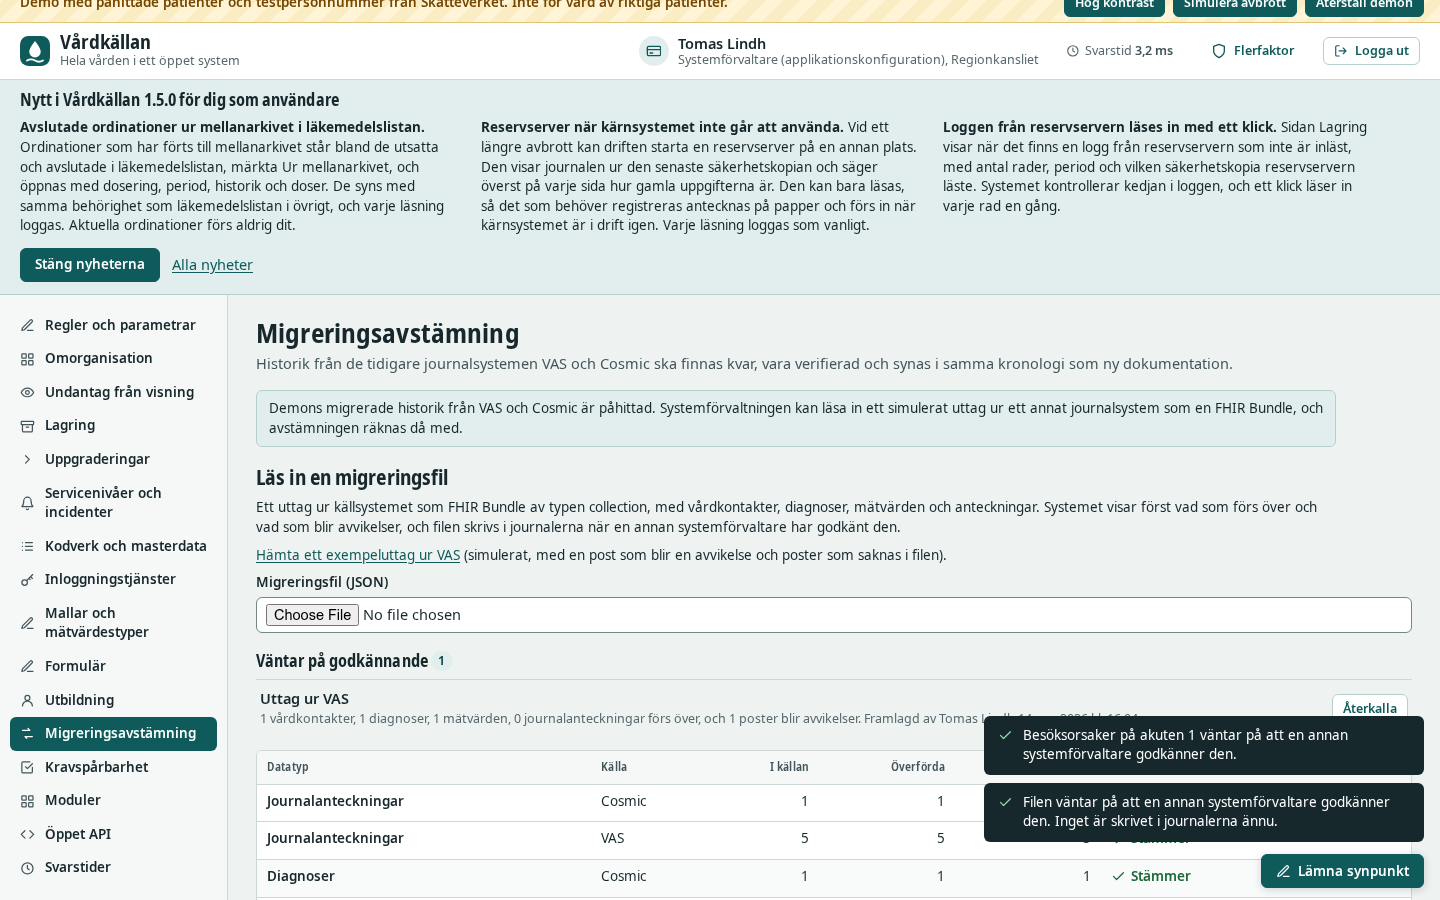 Demo med påhittade patienter och testpersonnummer från Skatteverket. Inte för vård av riktiga patienter.
Hög kontrast
Simulera avbrott
Återställ demon
Vårdkällan
Hela vården i ett öppet system
Tomas Lindh
Systemförvaltare (applikationskonfiguration), Regionkansliet
Svarstid 3,2 ms
Flerfaktor
Logga ut
Nytt i Vårdkällan 1.5.0 för dig som användare
Avslutade ordinationer ur mellanarkivet i läkemedelslistan.
Ordinationer som har förts till mellanarkivet står bland de utsatta
och avslutade i läkemedelslistan, märkta Ur mellanarkivet, och
öppnas med dosering, period, historik och doser. De syns med
samma behörighet som läkemedelslistan i övrigt, och varje läsning
loggas. Aktuella ordinationer förs aldrig dit.
Reservserver när kärnsystemet inte går att använda. Vid ett
längre avbrott kan driften starta en reservserver på en annan plats.
Den visar journalen ur den senaste säkerhetskopian och säger
överst på varje sida hur gamla uppgifterna är. Den kan bara läsas,
så det som behöver registreras antecknas på papper och förs in när
kärnsystemet är i drift igen. Varje läsning loggas som vanligt.
Loggen från reservservern läses in med ett klick. Sidan Lagring
visar när det finns en logg från reservservern som inte är inläst,
med antal rader, period och vilken säkerhetskopia reservservern
läste. Systemet kontrollerar kedjan i loggen, och ett klick läser in
varje rad en gång.
Stäng nyheterna
Alla nyheter
Regler och parametrar
Omorganisation
Undantag från visning
Lagring
Uppgraderingar
Servicenivåer och
incidenter
Kodverk och masterdata
Inloggningstjänster
Mallar och
mätvärdestyper
Formulär
Utbildning
Migreringsavstämning
Kravspårbarhet
Moduler
Öppet API
Svarstider
Migreringsavstämning
Historik från de tidigare journalsystemen VAS och Cosmic ska finnas kvar, vara verifierad och synas i samma kronologi som ny dokumentation.
Demons migrerade historik från VAS och Cosmic är påhittad. Systemförvaltningen kan läsa in ett simulerat uttag ur ett annat journalsystem som en FHIR Bundle, och
avstämningen räknas då med.
Läs in en migreringsfil
Ett uttag ur källsystemet som FHIR Bundle av typen collection, med vårdkontakter, diagnoser, mätvärden och anteckningar. Systemet visar först vad som förs över och
vad som blir avvikelser, och filen skrivs i journalerna när en annan systemförvaltare har godkänt den.
Hämta ett exempeluttag ur VAS (simulerat, med en post som blir en avvikelse och poster som saknas i filen).
Migreringsfil (JSON)
Choose File No file chosen
Väntar på godkännande 1
Uttag ur VAS
1 vårdkontakter, 1 diagnoser, 1 mätvärden, 0 journalanteckningar förs över, och 1 poster blir avvikelser. Framlagd av Tomas
Återkalla
Datatyp Källa I källan Överförda
Journalanteckningar Cosmic 1 1
Journalanteckningar VAS 5 5
Diagnoser Cosmic 1 1 1 Stämmer
Besöksorsaker på akuten 1 väntar på att en annan
systemförvaltare godkänner den.
Filen väntar på att en annan systemförvaltare godkänner
den. Inget är skrivet i journalerna ännu.
Lämna synpunkt